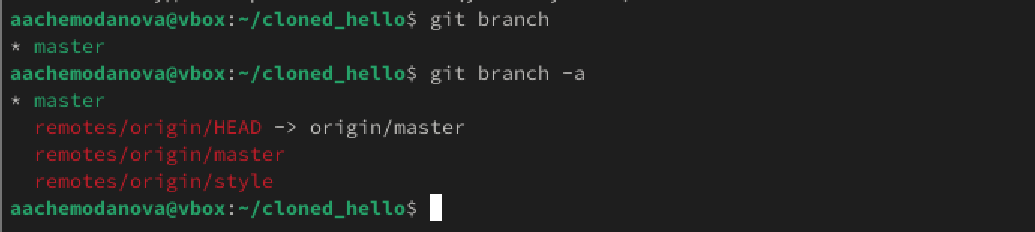 aachemodanova@vbox:~/cloned_hello$ git branch
* master
aachemodanova@vbox:~/cloned_hello$ git branch -a
* master
  remotes/origin/HEAD -> origin/master
  remotes/origin/master
  remotes/origin/style
aachemodanova@vbox:~/cloned_hello$